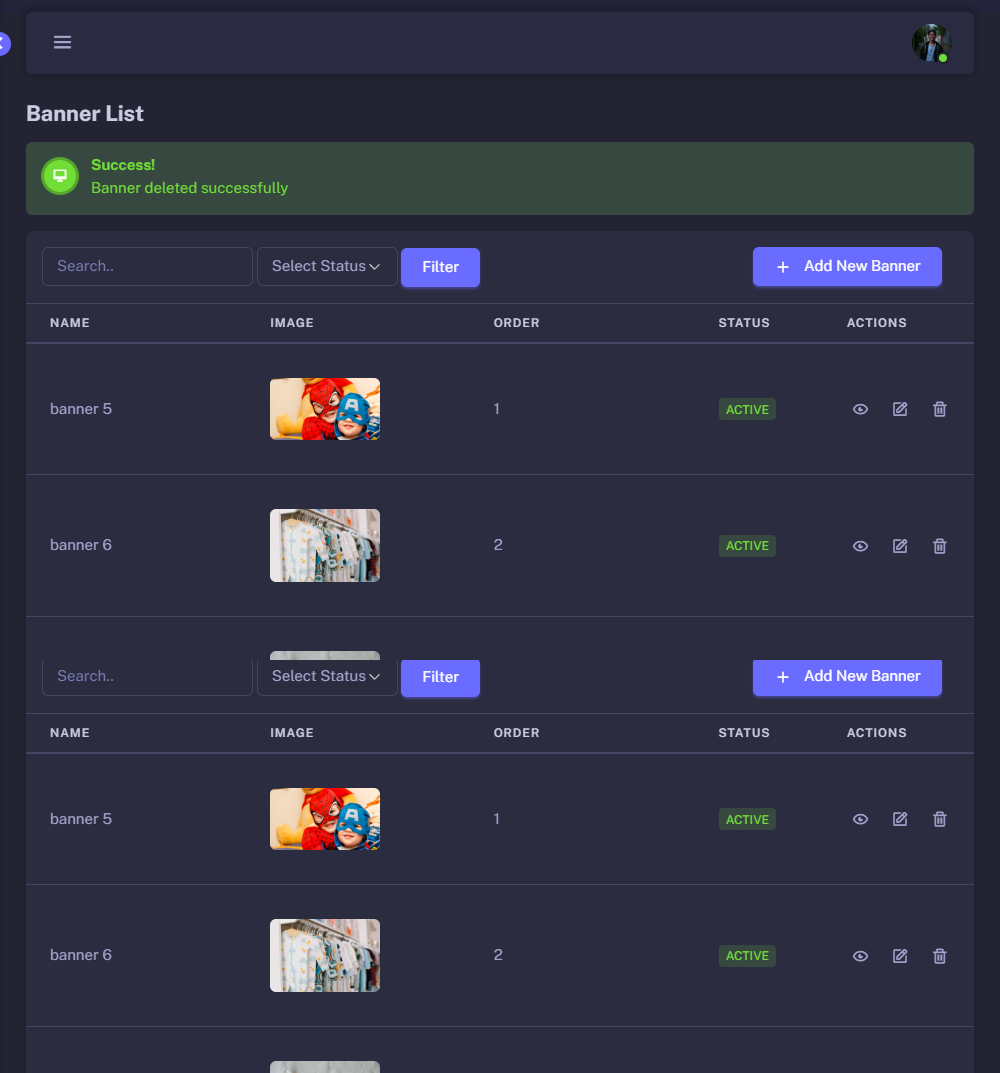 Banner List
Success!
Banner deleted successfully
Search.. Select Status Filter Add New Banner
NAME IMAGE ORDER STATUS ACTIONS
banner 5 1 ACTIVE
banner 6 2 ACTIVE
Search.. Select Status Filter Add New Banner
NAME IMAGE ORDER STATUS ACTIONS
banner 5 1 ACTIVE
banner 6 2 ACTIVE